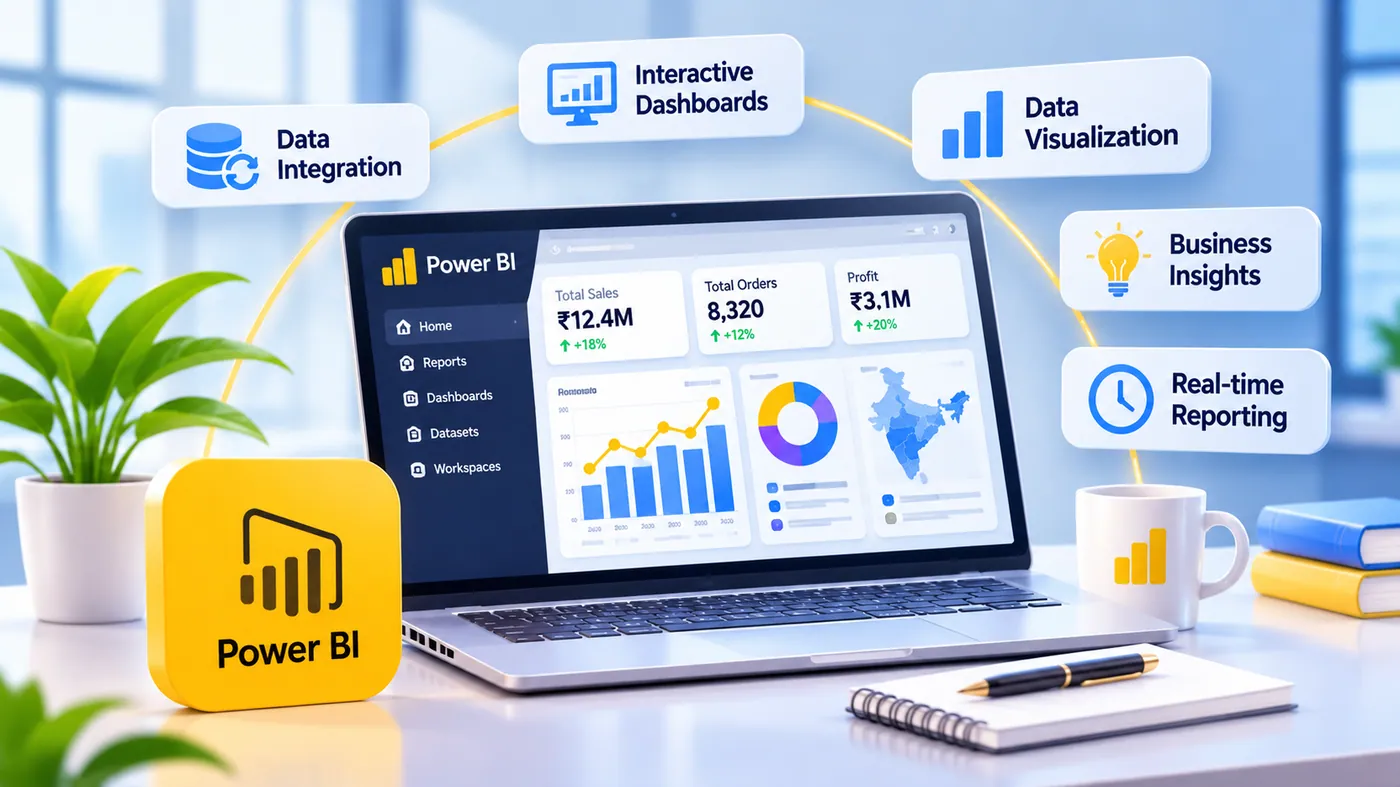 Interactive
Dashboards
Data
Visualization
Data
Integration
Business
Insights
Real-time
Reporting
Power BI
Home
Reports
Dashboards
Datasets
Workspaces
Total Sales
₹12.4M
+18%
Total Orders
8,320
+12%
Profit
₹3.1M
+20%
Power BI